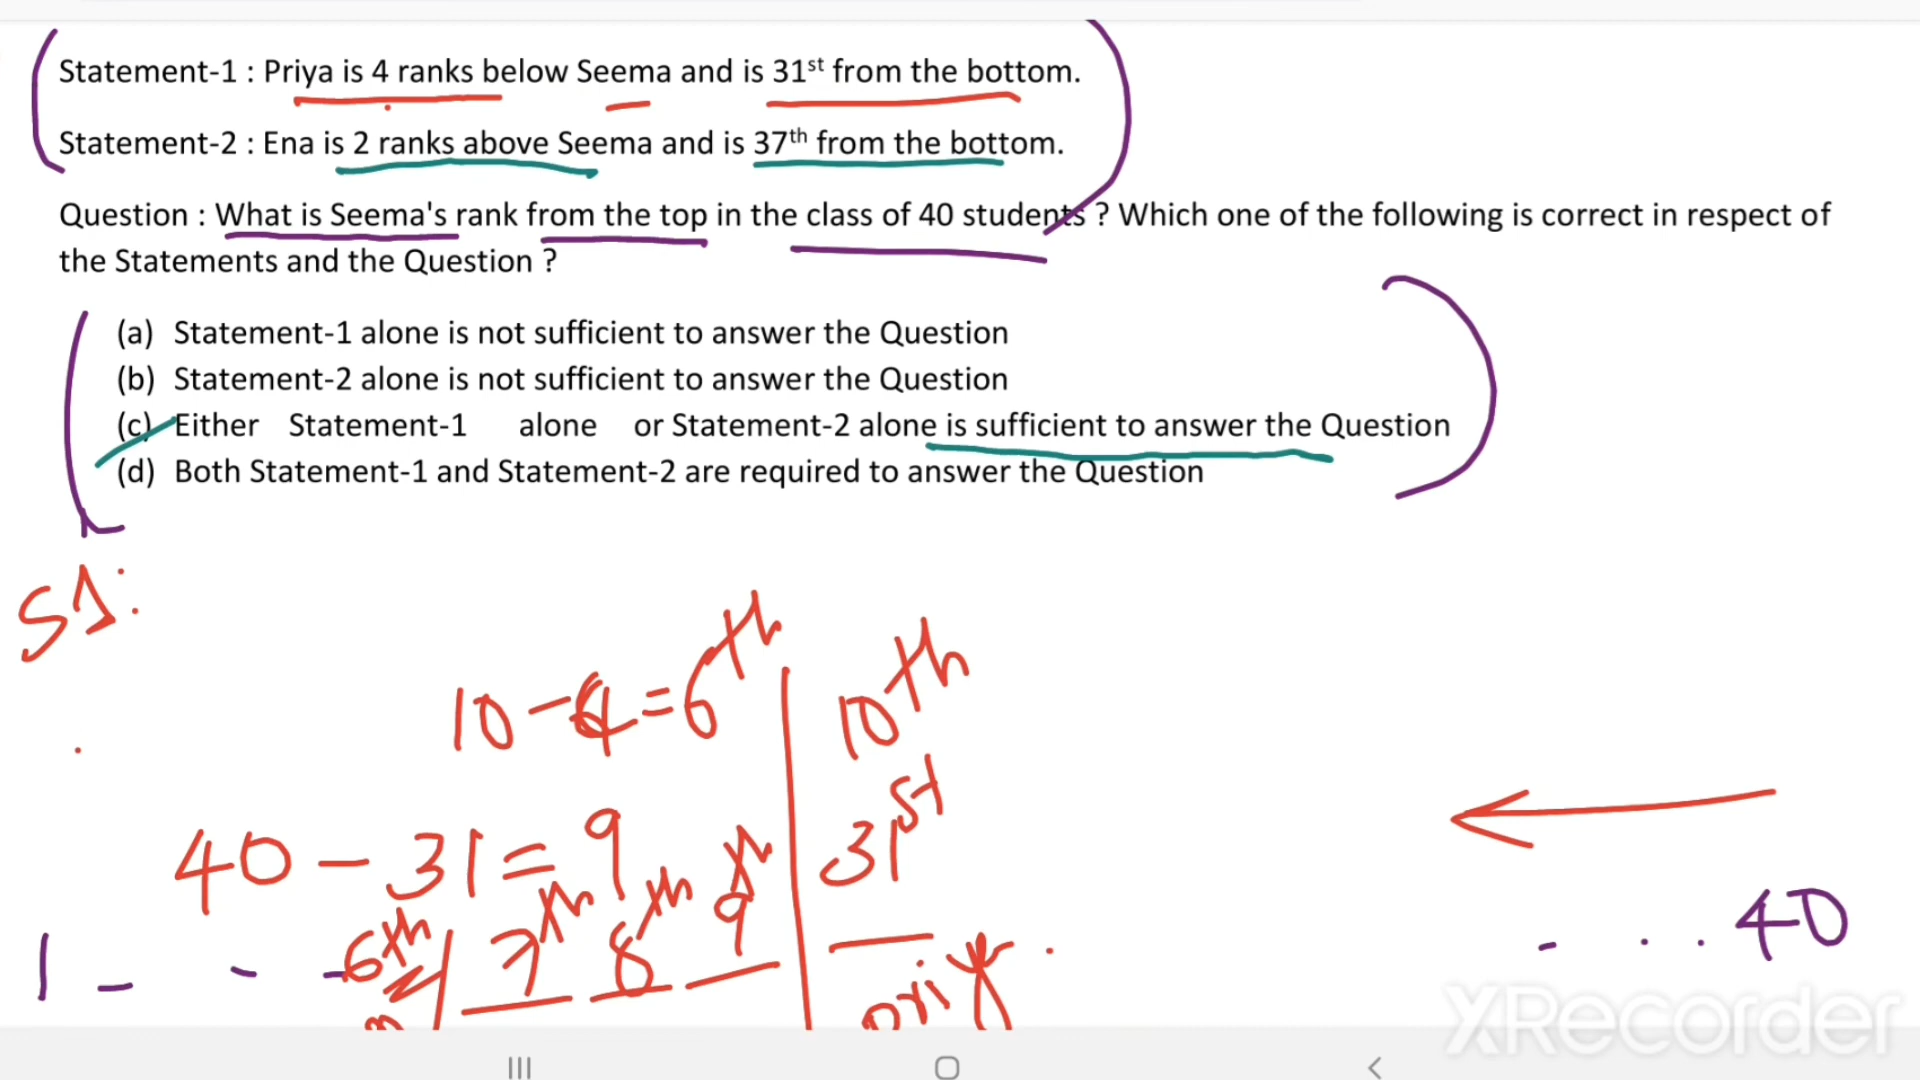 Statement-1 : Priya is 4 ranks below Seema and is 31st from the bottom.
Statement-2 : Ena is 2 ranks above Seema and is 37th from the bottom.
Question : What is Seema's rank from the top in the class of 40 students ? Which one of the following is correct in respect of
the Statements and the Question ?
(a) Statement-1 alone is not sufficient to answer the Question
(b) Statement-2 alone is not sufficient to answer the Question
(c) Either Statement-1 alone or Statement-2 alone is sufficient to answer the Question
(d) Both Statement-1 and Statement-2 are required to answer the Question
S1:
10 - 4 = 6th
10th
40 - 31 = 9
31st
1 - - - 6th 7th 8th 9th
- . . 40
priya
XRecorder